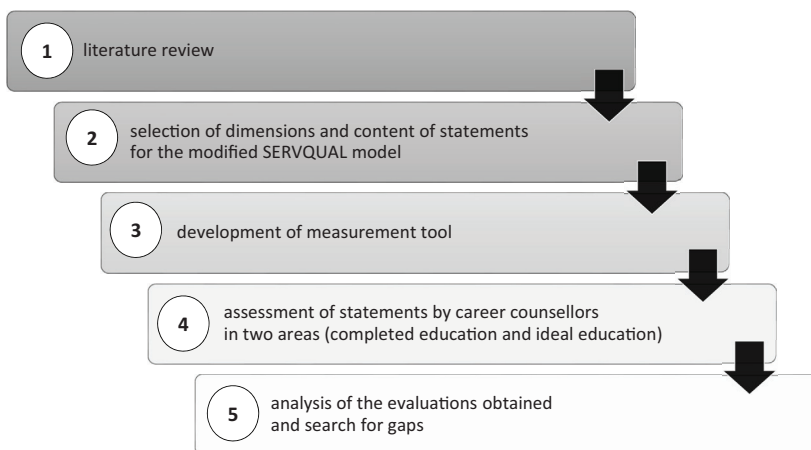 1 literature review
2 selection of dimensions and content of statements
for the modified SERVQUAL model
3 development of measurement tool
4 assessment of statements by career counsellors
in two areas (completed education and ideal education)
5 analysis of the evaluations obtained
and search for gaps